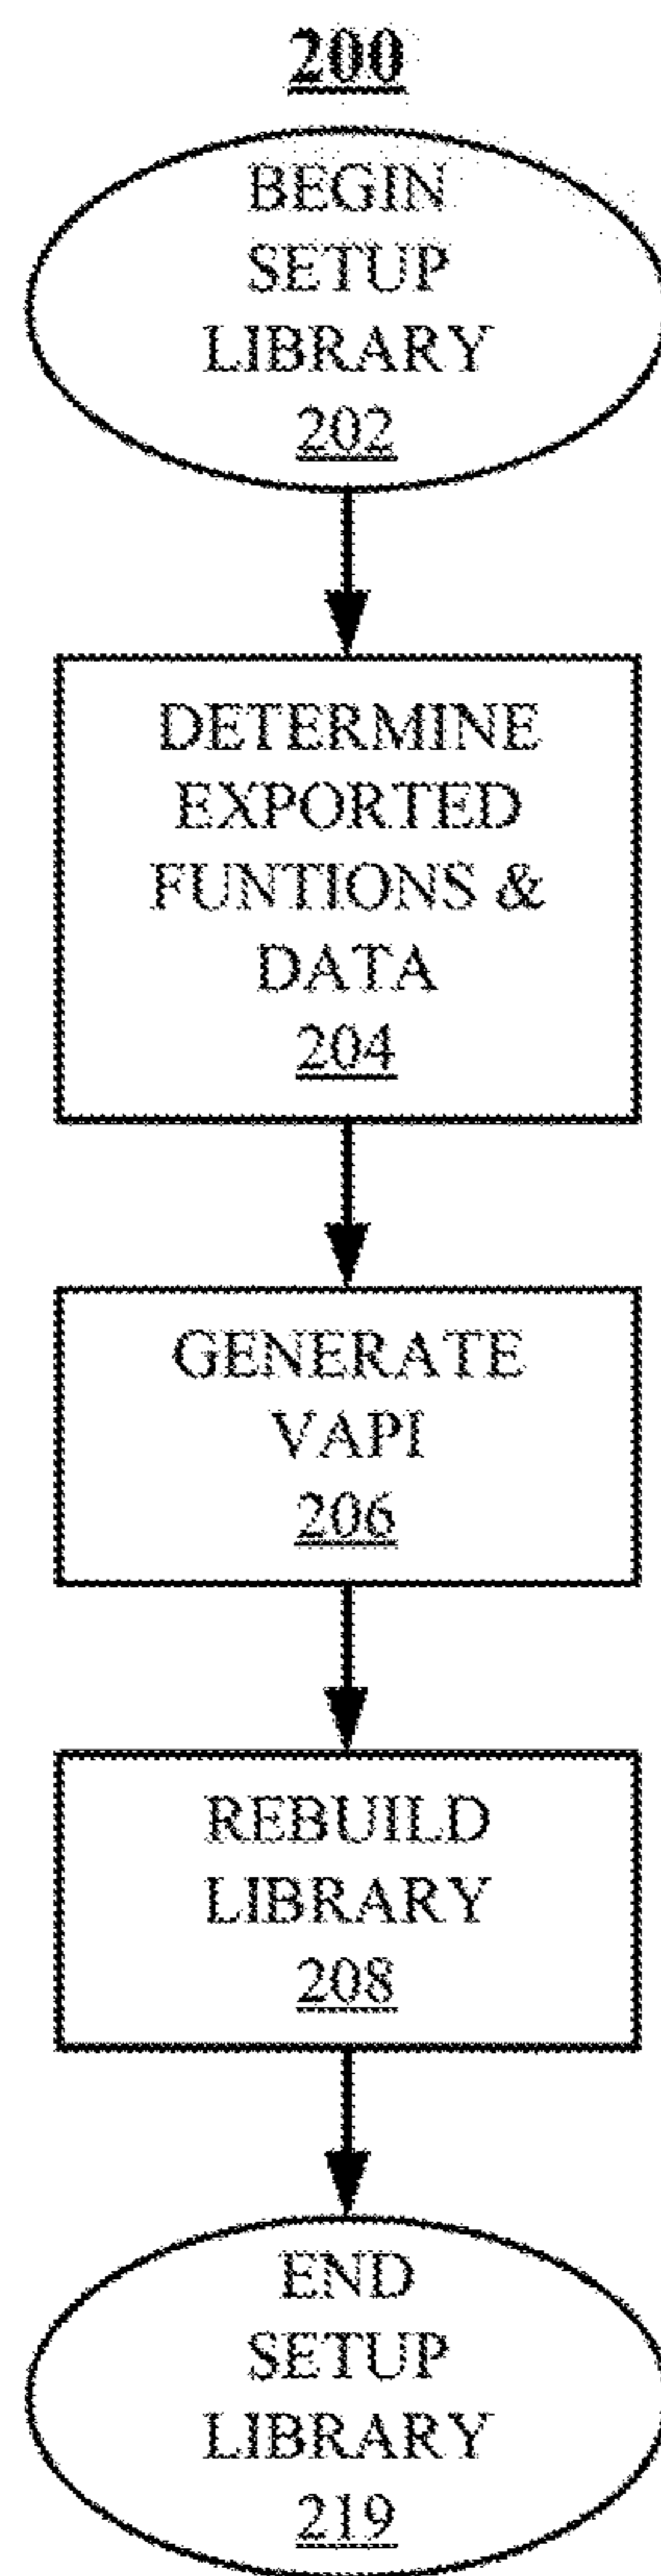 200
BEGIN
SETUP
LIBRARY
202
DETERMINE
EXPORTED
FUNTIONS &
DATA
204
GENERATE
VAPI
206
REBUILD
LIBRARY
208
END
SETUP
LIBRARY
219